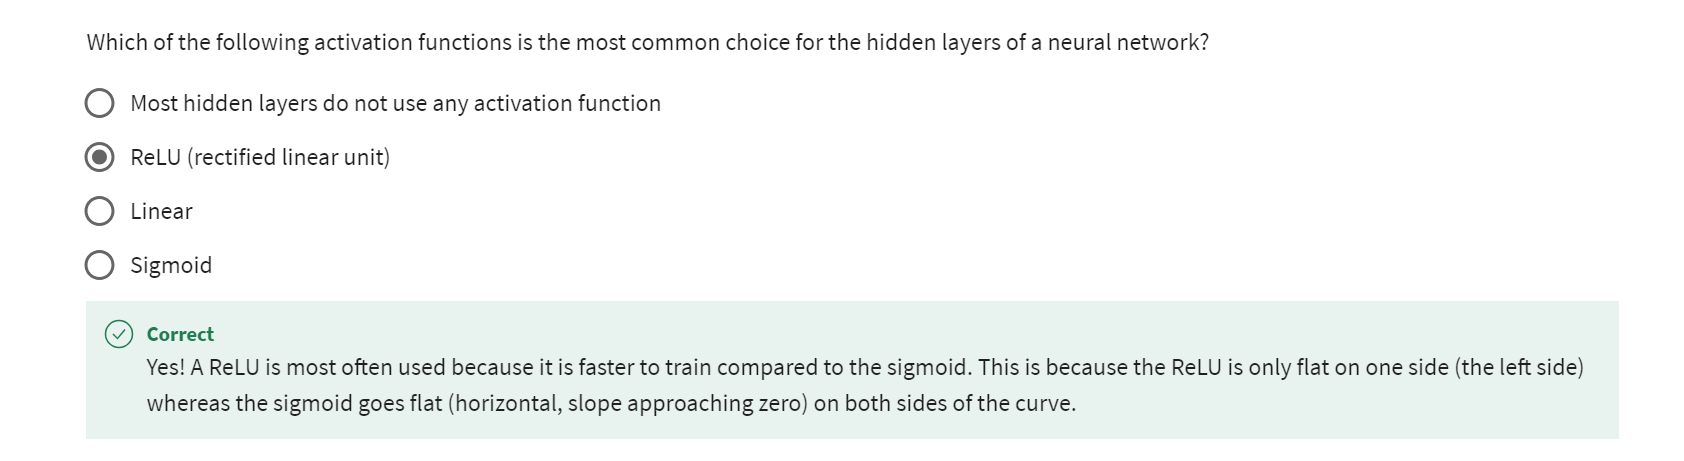 Which of the following activation functions is the most common choice for the hidden layers of a neural network?
Most hidden layers do not use any activation function
ReLU (rectified linear unit)
Linear
Sigmoid
Correct
Yes! A ReLU is most often used because it is faster to train compared to the sigmoid. This is because the ReLU is only flat on one side (the left side)
whereas the sigmoid goes flat (horizontal, slope approaching zero) on both sides of the curve.